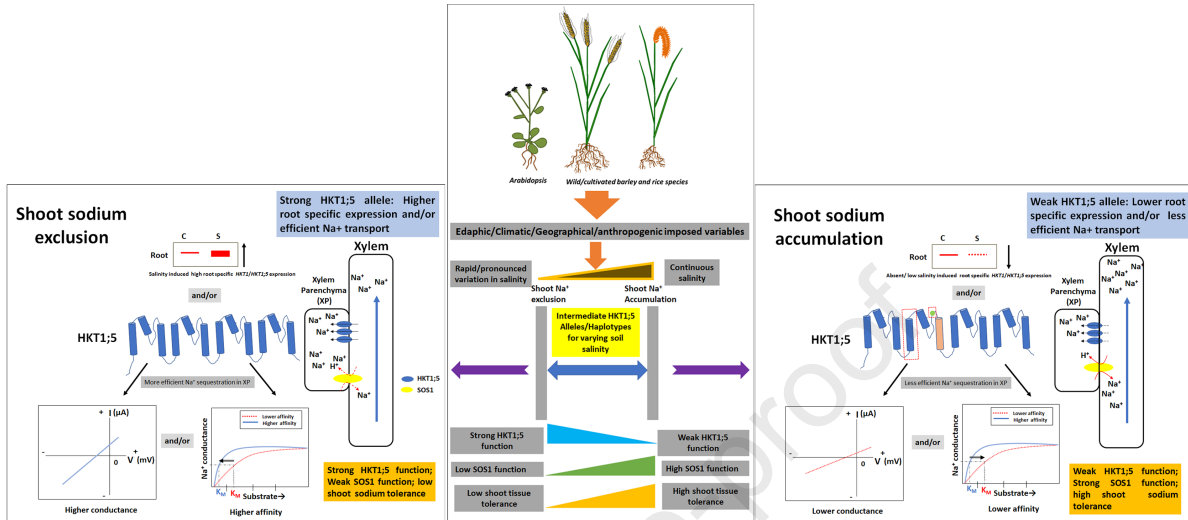 Shoot sodium
exclusion
Strong HKT1;5 allele: Higher
root specific expression and/or
efficient Na+ transport
C S
Root
Salinity induced high root specific HKT1/HKT1;5 expression
and/or
HKT1;5
Xylem
Xylem
Parenchyma
(XP)
Na⁺
Na⁺
Na⁺
Na⁺
Na⁺
Na⁺
Na⁺
Na⁺
Na⁺
Na⁺
H⁺
Na⁺
HKT1;5
SOS1
More efficient Na⁺ sequestration in XP
+ I (µA)
- +
0 V (mV)
-
Higher conductance
and/or
Lower affinity
Higher affinity
Na⁺ conductance
KM KM Substrate→
Higher affinity
Strong HKT1;5 function;
Weak SOS1 function; low
shoot sodium tolerance
Arabidopsis
Wild/cultivated barley and rice species
Edaphic/Climatic/Geographical/anthropogenic imposed variables
Rapid/pronounced
variation in salinity
Continuous
salinity
Shoot Na⁺
exclusion
Shoot Na⁺
Accumulation
Intermediate HKT1;5
Alleles/Haplotypes
for varying soil
salinity
Strong HKT1;5
function
Weak HKT1;5
function
Low SOS1 function
High SOS1 function
Low shoot tissue
tolerance
High shoot tissue
tolerance
Shoot sodium
accumulation
Weak HKT1;5 allele: Lower root
specific expression and/or less
efficient Na+ transport
C S
Root
Absent/ low salinity induced root specific HKT1/HKT1;5 expression
and/or
HKT1;5
Xylem
Xylem
Parenchyma
(XP)
Na⁺
Na⁺
Na⁺
Na⁺
Na⁺
Na⁺
Na⁺
Na⁺
Na⁺
H⁺
Na⁺
Less efficient Na⁺ sequestration in XP
+ I (µA)
- +
0 V (mV)
-
Lower conductance
and/or
Lower affinity
Higher affinity
Na⁺ conductance
KM KM Substrate→
Lower affinity
Weak HKT1;5 function;
Strong SOS1 function;
high shoot sodium
tolerance
-proof